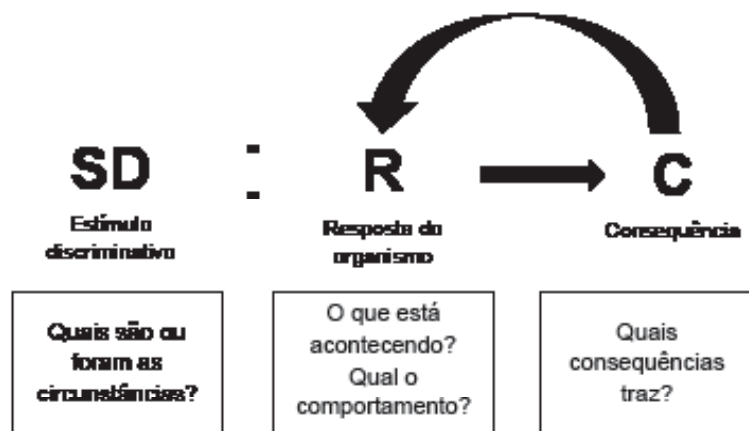 SD : R C
Estímulo
discriminativo
Resposta do
organismo
Consequência
Quais são ou
foram as
circunstâncias?
O que está
acontecendo?
Qual o
comportamento?
Quais
consequências
traz?